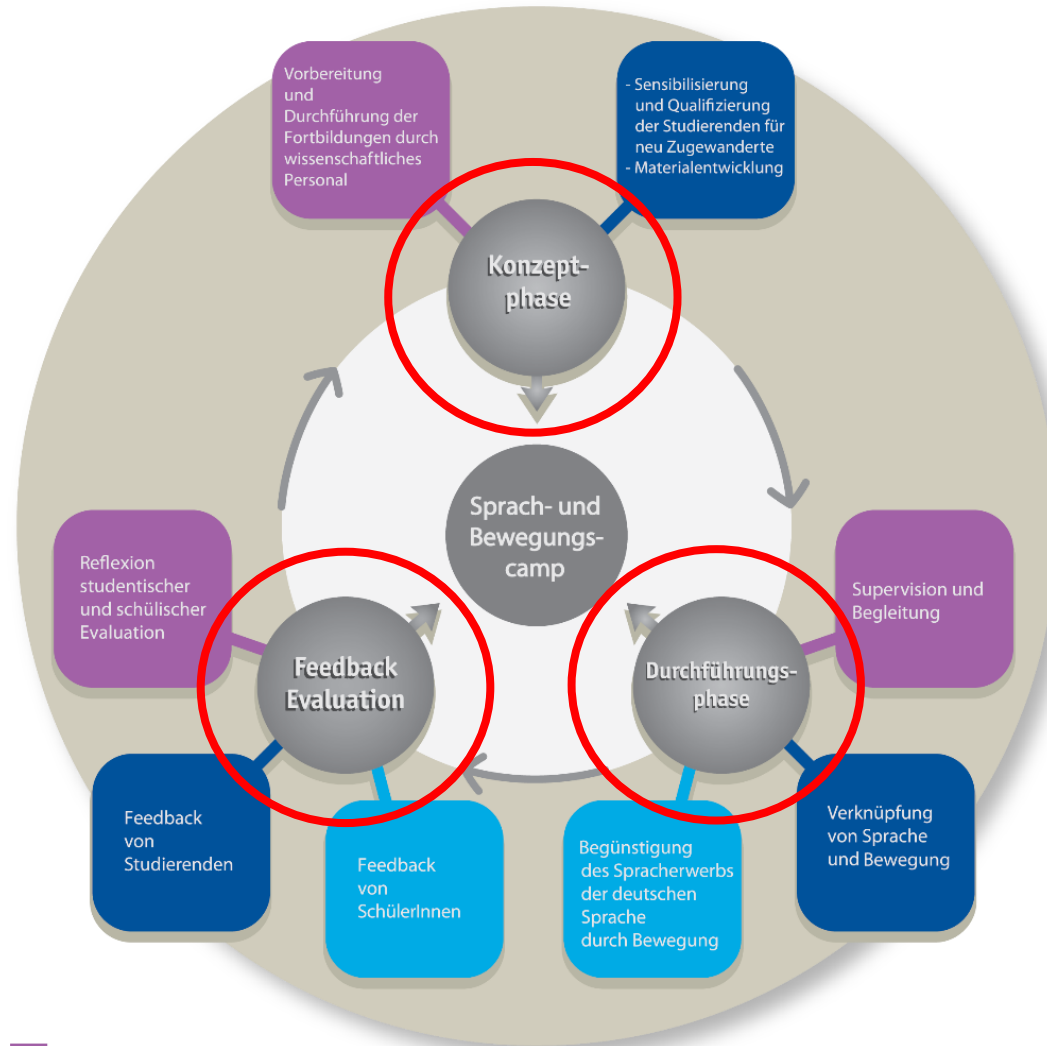 Vorbereitung
und
Durchführung der
Fortbildungen durch
wissenschaftliches
Personal
- Sensibilisierung
und Qualifizierung
der Studierenden für
neu Zugewanderte
- Materialentwicklung
Konzept-
phase
Sprach- und
Bewegungs-
camp
Reflexion
studentischer
und schülischer
Evaluation
Supervision und
Begleitung
Feedback
Evaluation
Durchführungs-
phase
Feedback
von
Studierenden
Feedback
von
SchülerInnen
Begünstigung
des Spracherwerbs
der deutschen
Sprache
durch Bewegung
Verknüpfung
von Sprache
und Bewegung